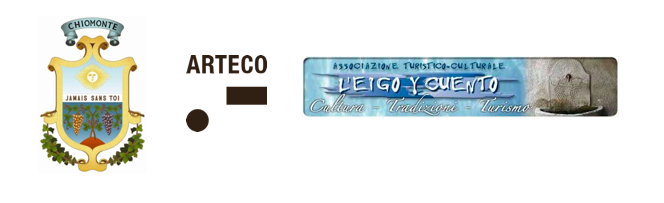 CHIOMONTE
JAMAIS SANS TOI
ARTECO
ASSOCIAZIONE TURISTICO-CULTURALE
L'EIGO Y CUENTO
Cultura - Tradizioni - Turismo